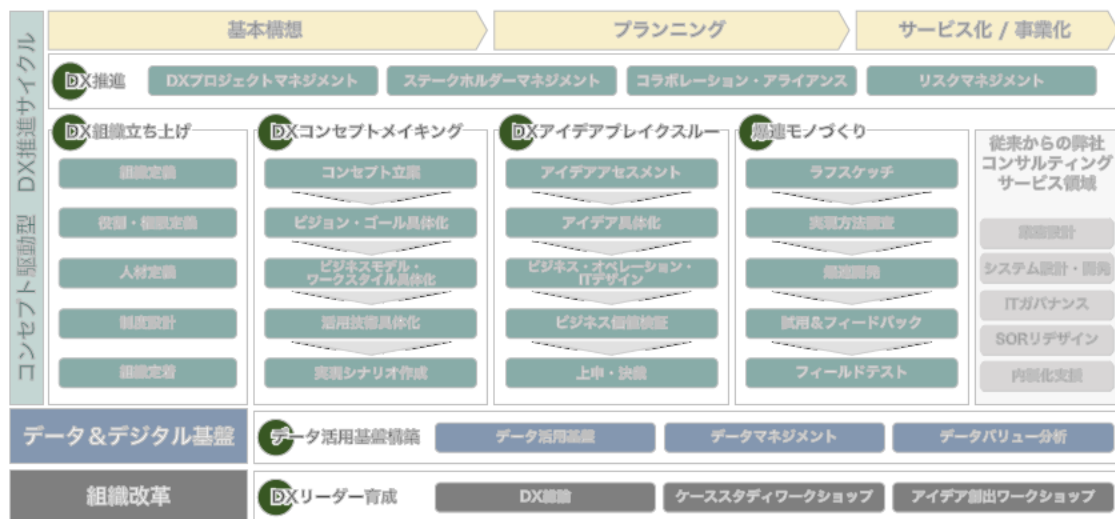 コンセプト駆動型 DX推進サイクル
基本構想
プランニング
サービス化 / 事業化
DX推進
DXプロジェクトマネジメント
ステークホルダーマネジメント
コラボレーション・アライアンス
リスクマネジメント
DX組織立ち上げ
組織定義
役割・権限定義
人材定義
制度設計
組織定着
DXコンセプトメイキング
コンセプト立案
ビジョン・ゴール具体化
ビジネスモデル・
ワークスタイル具体化
活用技術具体化
実現シナリオ作成
DXアイデアブレイクスルー
アイデアアセスメント
アイデア具体化
ビジネス・オペレーション・
ITデザイン
ビジネス価値検証
上申・決裁
爆速モノづくり
ラフスケッチ
実現方法調査
爆速開発
試用&フィードバック
フィールドテスト
従来からの弊社
コンサルティング
サービス領域
業務設計
システム設計・開発
ITガバナンス
SORリデザイン
内製化支援
データ&デジタル基盤
データ活用基盤構築
データ活用基盤
データマネジメント
データバリュー分析
組織改革
DXリーダー育成
DX総論
ケーススタディワークショップ
アイデア創出ワークショップ